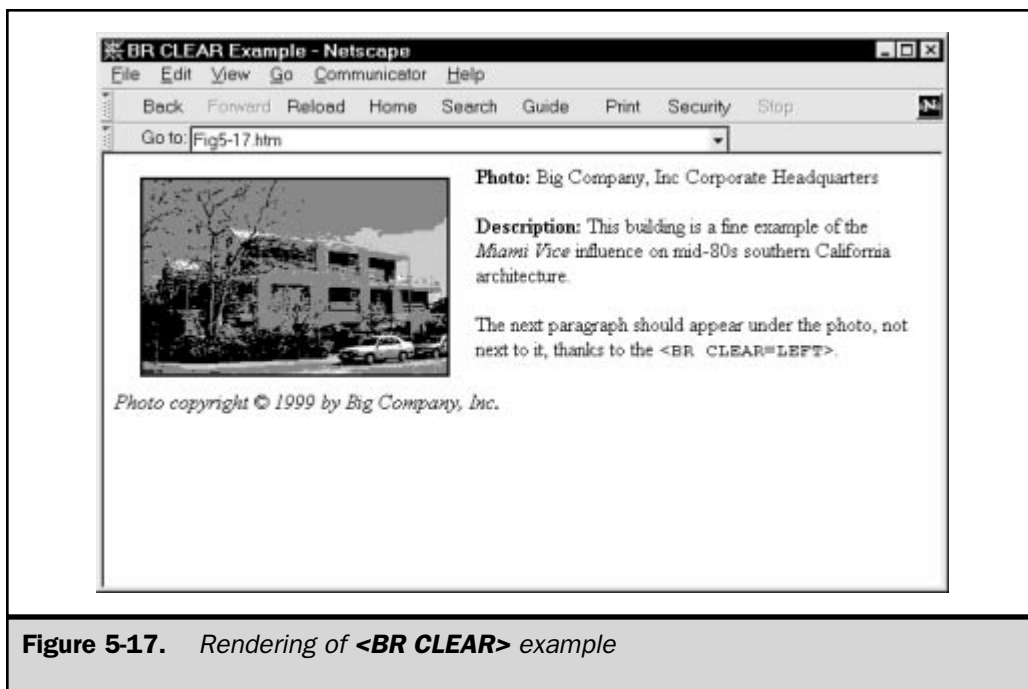 BR CLEAR Example - Netscape
File Edit View Go Communicator Help
Back Forward Reload Home Search Guide Print Security Stop
N
Go to: Fig5-17.htm
Photo: Big Company, Inc Corporate Headquarters
Description: This building is a fine example of the
Miami Vice influence on mid-80s southern California
architecture.
The next paragraph should appear under the photo, not
next to it, thanks to the <BR CLEAR=LEFT>.
Photo copyright © 1999 by Big Company, Inc.
Figure 5-17. Rendering of <BR CLEAR> example